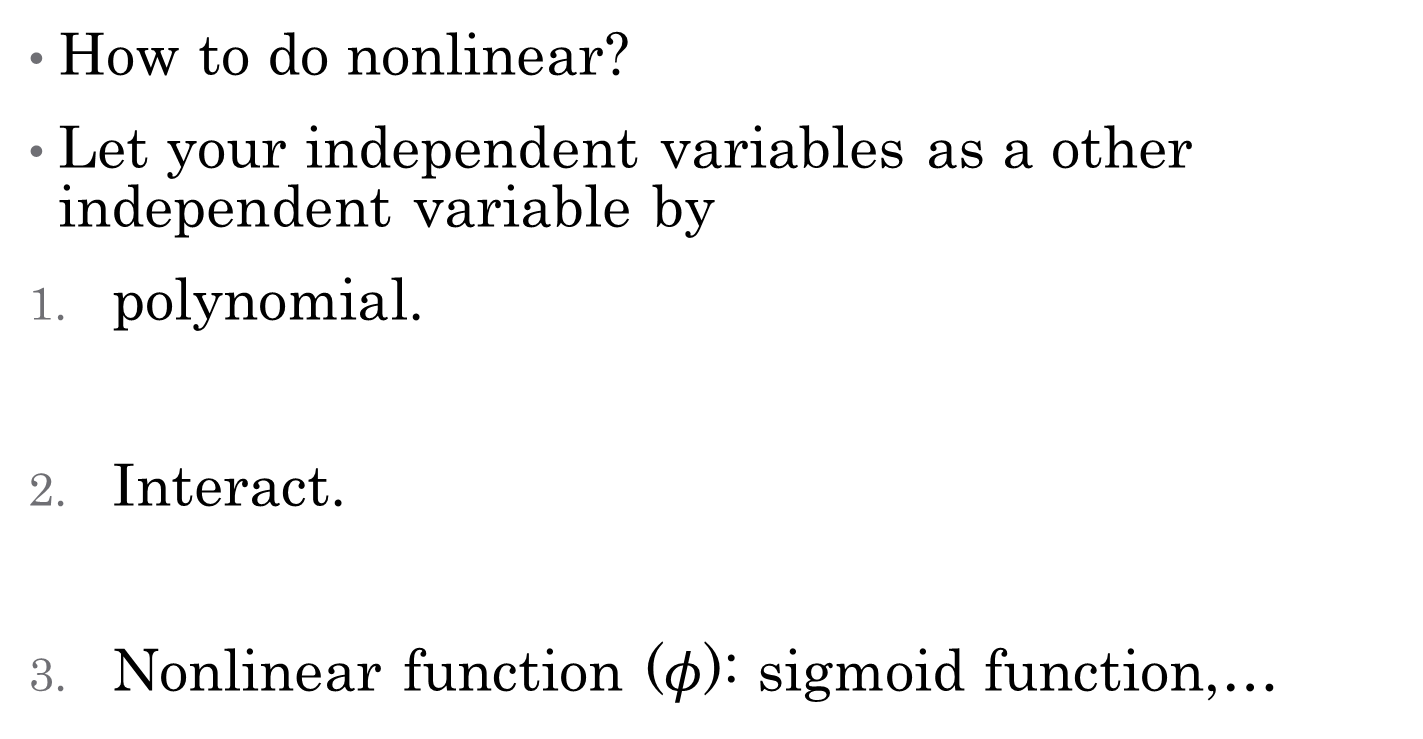 • How to do nonlinear?
• Let your independent variables as a other
independent variable by
1. polynomial.
2. Interact.
3. Nonlinear function (ϕ): sigmoid function,…